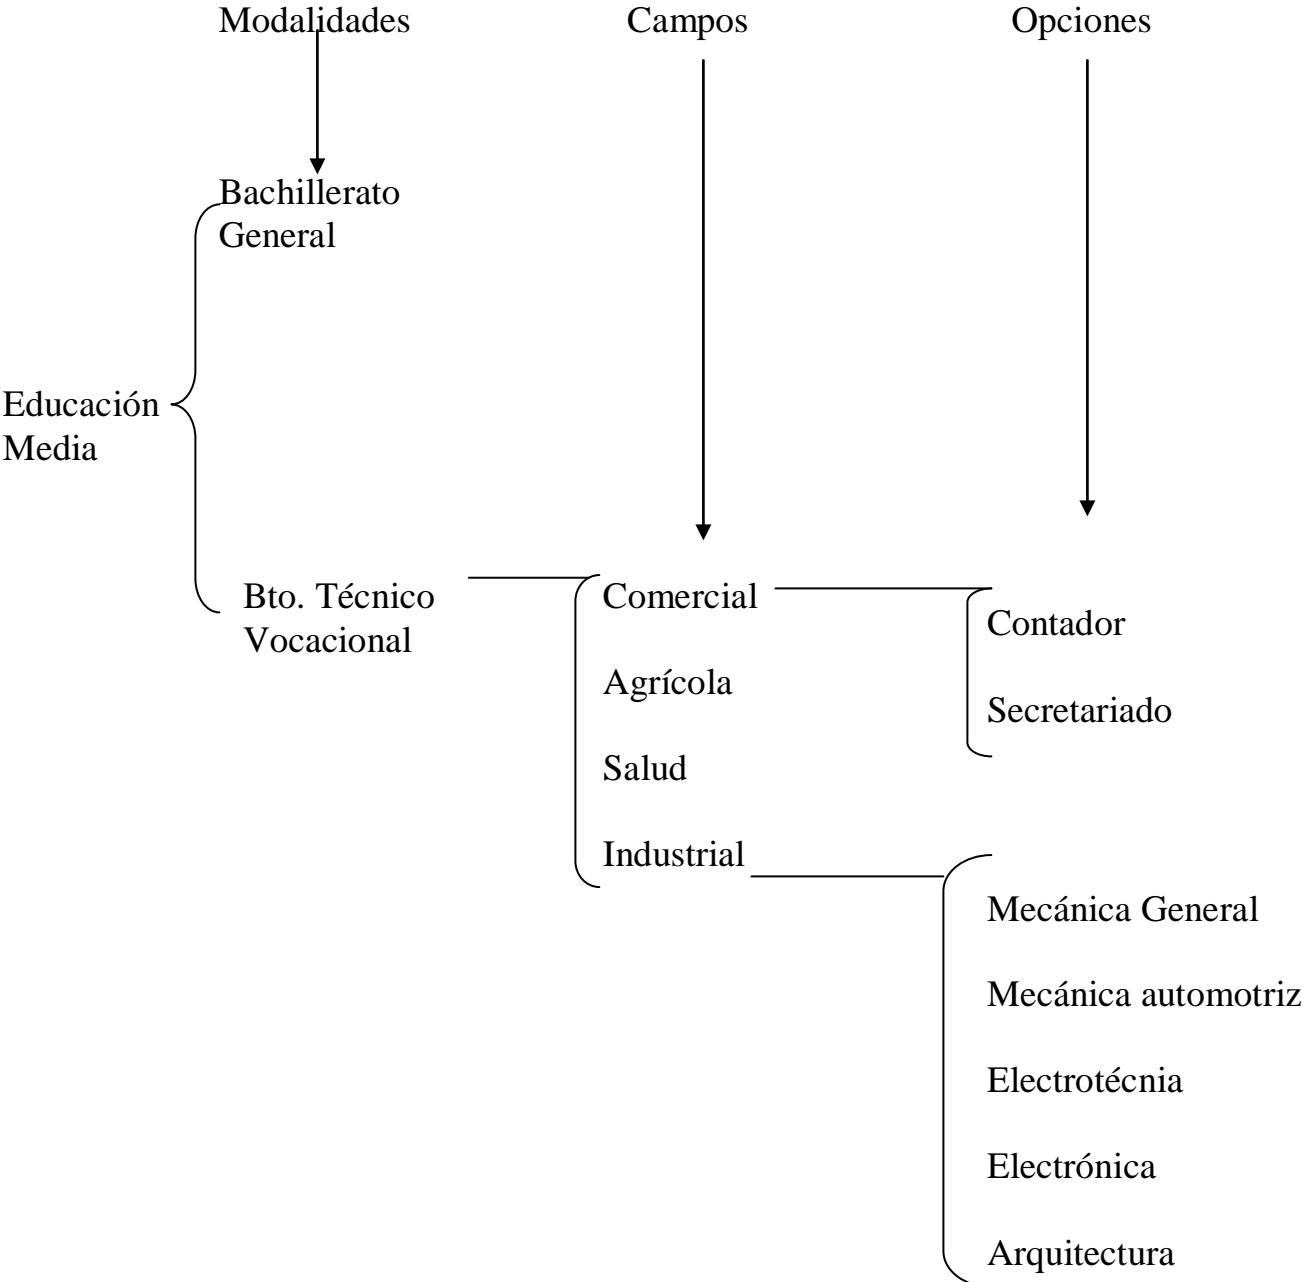 Modalidades
Campos
Opciones
Bachillerato
General
Educación
Media
Bto. Técnico
Vocacional
Comercial
Agrícola
Salud
Industrial
Contador
Secretariado
Mecánica General
Mecánica automotriz
Electrotécnia
Electrónica
Arquitectura